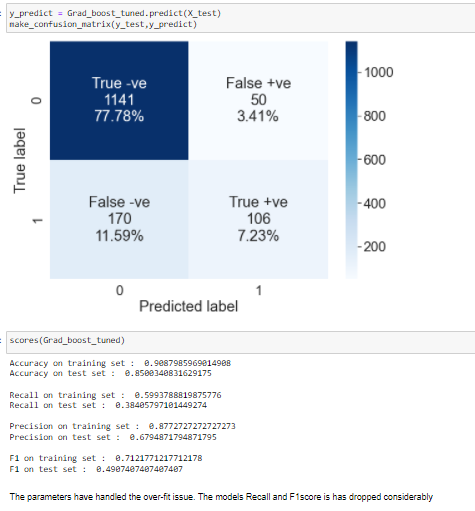 y_predict = Grad_boost_tuned.predict(X_test)
make_confusion_matrix(y_test,y_predict)
True -ve
1141
77.78%
False +ve
50
3.41%
False -ve
170
11.59%
True +ve
106
7.23%
True label
0
1
0
1
Predicted label
1000
800
600
400
200
scores(Grad_boost_tuned)
Accuracy on training set : 0.9087985969014908
Accuracy on test set : 0.8500340831629175
Recall on training set : 0.5993788819875776
Recall on test set : 0.38405797101449274
Precision on training set : 0.8772727272727273
Precision on test set : 0.6794871794871795
F1 on training set : 0.7121771217712178
F1 on test set : 0.4907407407407407
The parameters have handled the over-fit issue. The models Recall and F1score is has dropped considerably